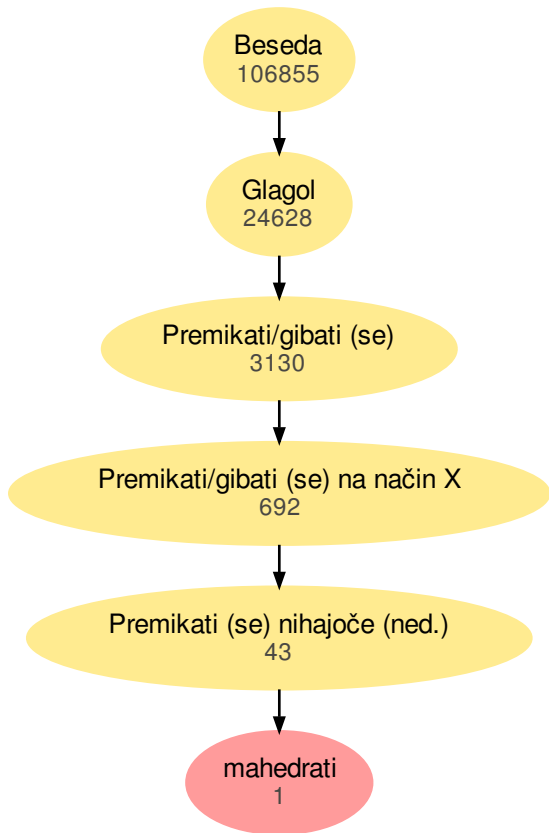 Beseda
106855
Glagol
24628
Premikati/gibati (se)
3130
Premikati/gibati (se) na način X
692
Premikati (se) nihajoče (ned.)
43
mahedrati
1